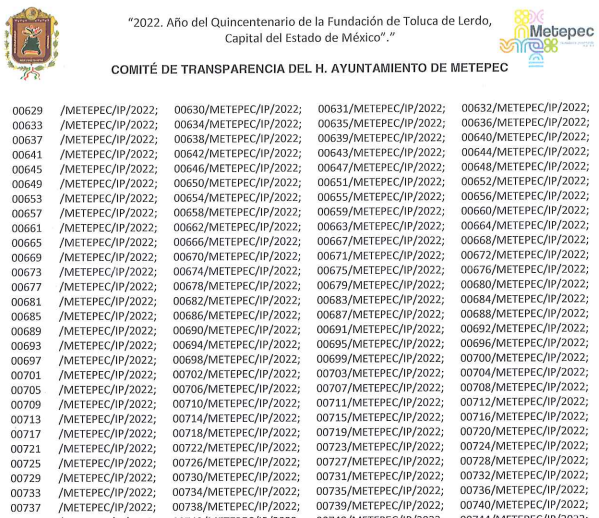 “2022. Año del Quincentenario de la Fundación de Toluca de Lerdo,
Capital del Estado de México”.”
Metepec
COMITÉ DE TRANSPARENCIA DEL H. AYUNTAMIENTO DE METEPEC
00629 /METEPEC/IP/2022; 00630/METEPEC/IP/2022; 00631/METEPEC/IP/2022; 00632/METEPEC/IP/2022;
00633 /METEPEC/IP/2022; 00634/METEPEC/IP/2022; 00635/METEPEC/IP/2022; 00636/METEPEC/IP/2022;
00637 /METEPEC/IP/2022; 00638/METEPEC/IP/2022; 00639/METEPEC/IP/2022; 00640/METEPEC/IP/2022;
00641 /METEPEC/IP/2022; 00642/METEPEC/IP/2022; 00643/METEPEC/IP/2022; 00644/METEPEC/IP/2022;
00645 /METEPEC/IP/2022; 00646/METEPEC/IP/2022; 00647/METEPEC/IP/2022; 00648/METEPEC/IP/2022;
00649 /METEPEC/IP/2022; 00650/METEPEC/IP/2022; 00651/METEPEC/IP/2022; 00652/METEPEC/IP/2022;
00653 /METEPEC/IP/2022; 00654/METEPEC/IP/2022; 00655/METEPEC/IP/2022; 00656/METEPEC/IP/2022;
00657 /METEPEC/IP/2022; 00658/METEPEC/IP/2022; 00659/METEPEC/IP/2022; 00660/METEPEC/IP/2022;
00661 /METEPEC/IP/2022; 00662/METEPEC/IP/2022; 00663/METEPEC/IP/2022; 00664/METEPEC/IP/2022;
00665 /METEPEC/IP/2022; 00666/METEPEC/IP/2022; 00667/METEPEC/IP/2022; 00668/METEPEC/IP/2022;
00669 /METEPEC/IP/2022; 00670/METEPEC/IP/2022; 00671/METEPEC/IP/2022; 00672/METEPEC/IP/2022;
00673 /METEPEC/IP/2022; 00674/METEPEC/IP/2022; 00675/METEPEC/IP/2022; 00676/METEPEC/IP/2022;
00677 /METEPEC/IP/2022; 00678/METEPEC/IP/2022; 00679/METEPEC/IP/2022; 00680/METEPEC/IP/2022;
00681 /METEPEC/IP/2022; 00682/METEPEC/IP/2022; 00683/METEPEC/IP/2022; 00684/METEPEC/IP/2022;
00685 /METEPEC/IP/2022; 00686/METEPEC/IP/2022; 00687/METEPEC/IP/2022; 00688/METEPEC/IP/2022;
00689 /METEPEC/IP/2022; 00690/METEPEC/IP/2022; 00691/METEPEC/IP/2022; 00692/METEPEC/IP/2022;
00693 /METEPEC/IP/2022; 00694/METEPEC/IP/2022; 00695/METEPEC/IP/2022; 00696/METEPEC/IP/2022;
00697 /METEPEC/IP/2022; 00698/METEPEC/IP/2022; 00699/METEPEC/IP/2022; 00700/METEPEC/IP/2022;
00701 /METEPEC/IP/2022; 00702/METEPEC/IP/2022; 00703/METEPEC/IP/2022; 00704/METEPEC/IP/2022;
00705 /METEPEC/IP/2022; 00706/METEPEC/IP/2022; 00707/METEPEC/IP/2022; 00708/METEPEC/IP/2022;
00709 /METEPEC/IP/2022; 00710/METEPEC/IP/2022; 00711/METEPEC/IP/2022; 00712/METEPEC/IP/2022;
00713 /METEPEC/IP/2022; 00714/METEPEC/IP/2022; 00715/METEPEC/IP/2022; 00716/METEPEC/IP/2022;
00717 /METEPEC/IP/2022; 00718/METEPEC/IP/2022; 00719/METEPEC/IP/2022; 00720/METEPEC/IP/2022;
00721 /METEPEC/IP/2022; 00722/METEPEC/IP/2022; 00723/METEPEC/IP/2022; 00724/METEPEC/IP/2022;
00725 /METEPEC/IP/2022; 00726/METEPEC/IP/2022; 00727/METEPEC/IP/2022; 00728/METEPEC/IP/2022;
00729 /METEPEC/IP/2022; 00730/METEPEC/IP/2022; 00731/METEPEC/IP/2022; 00732/METEPEC/IP/2022;
00733 /METEPEC/IP/2022; 00734/METEPEC/IP/2022; 00735/METEPEC/IP/2022; 00736/METEPEC/IP/2022;
00737 /METEPEC/IP/2022; 00738/METEPEC/IP/2022; 00739/METEPEC/IP/2022; 00740/METEPEC/IP/2022;